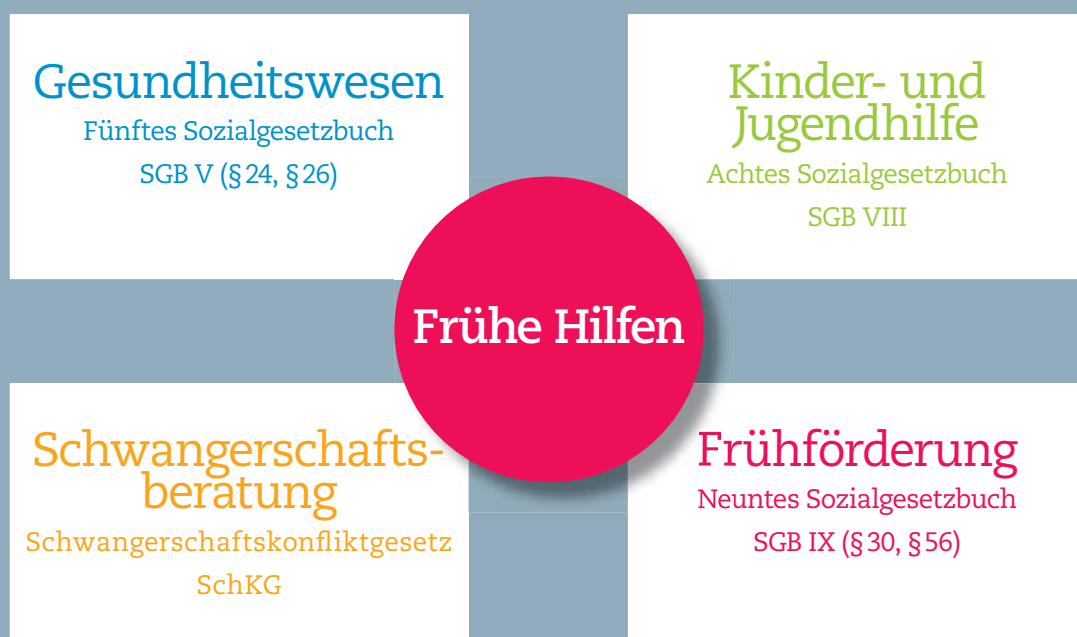 Gesundheitswesen
Fünftes Sozialgesetzbuch
SGB V (§ 24, § 26)
Kinder- und
Jugendhilfe
Achtes Sozialgesetzbuch
SGB VIII
Frühe Hilfen
Schwangerschafts-
beratung
Schwangerschaftskonfliktgesetz
SchKG
Frühförderung
Neuntes Sozialgesetzbuch
SGB IX (§ 30, § 56)